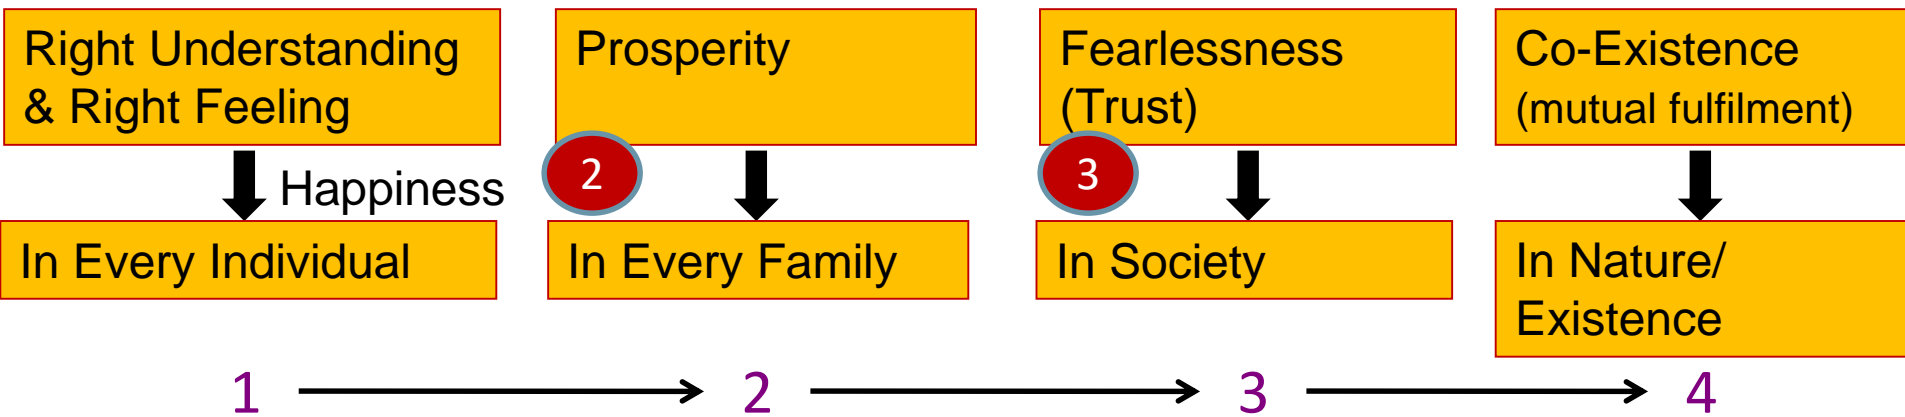 Right Understanding
& Right Feeling
Happiness
In Every Individual
Prosperity
2
In Every Family
Fearlessness
(Trust)
3
In Society
Co-Existence
(mutual fulfilment)
In Nature/
Existence
1
2
3
4